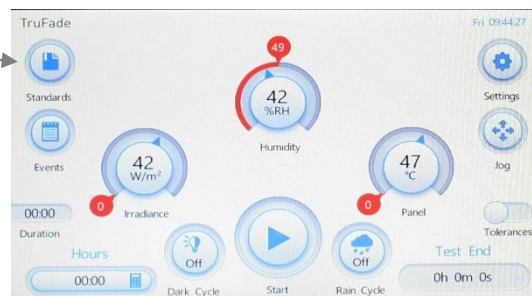 TruFade
Fri 09:44:27
49
Standards
42
%RH
Settings
Humidity
Events
42
W/m²
47
°C
Jog
0
Irradiance
0
Panel
00:00
Duration
Tolerances
Hours
00:00
Off
Dark Cycle
Start
Off
Rain Cycle
Test End
0h 0m 0s